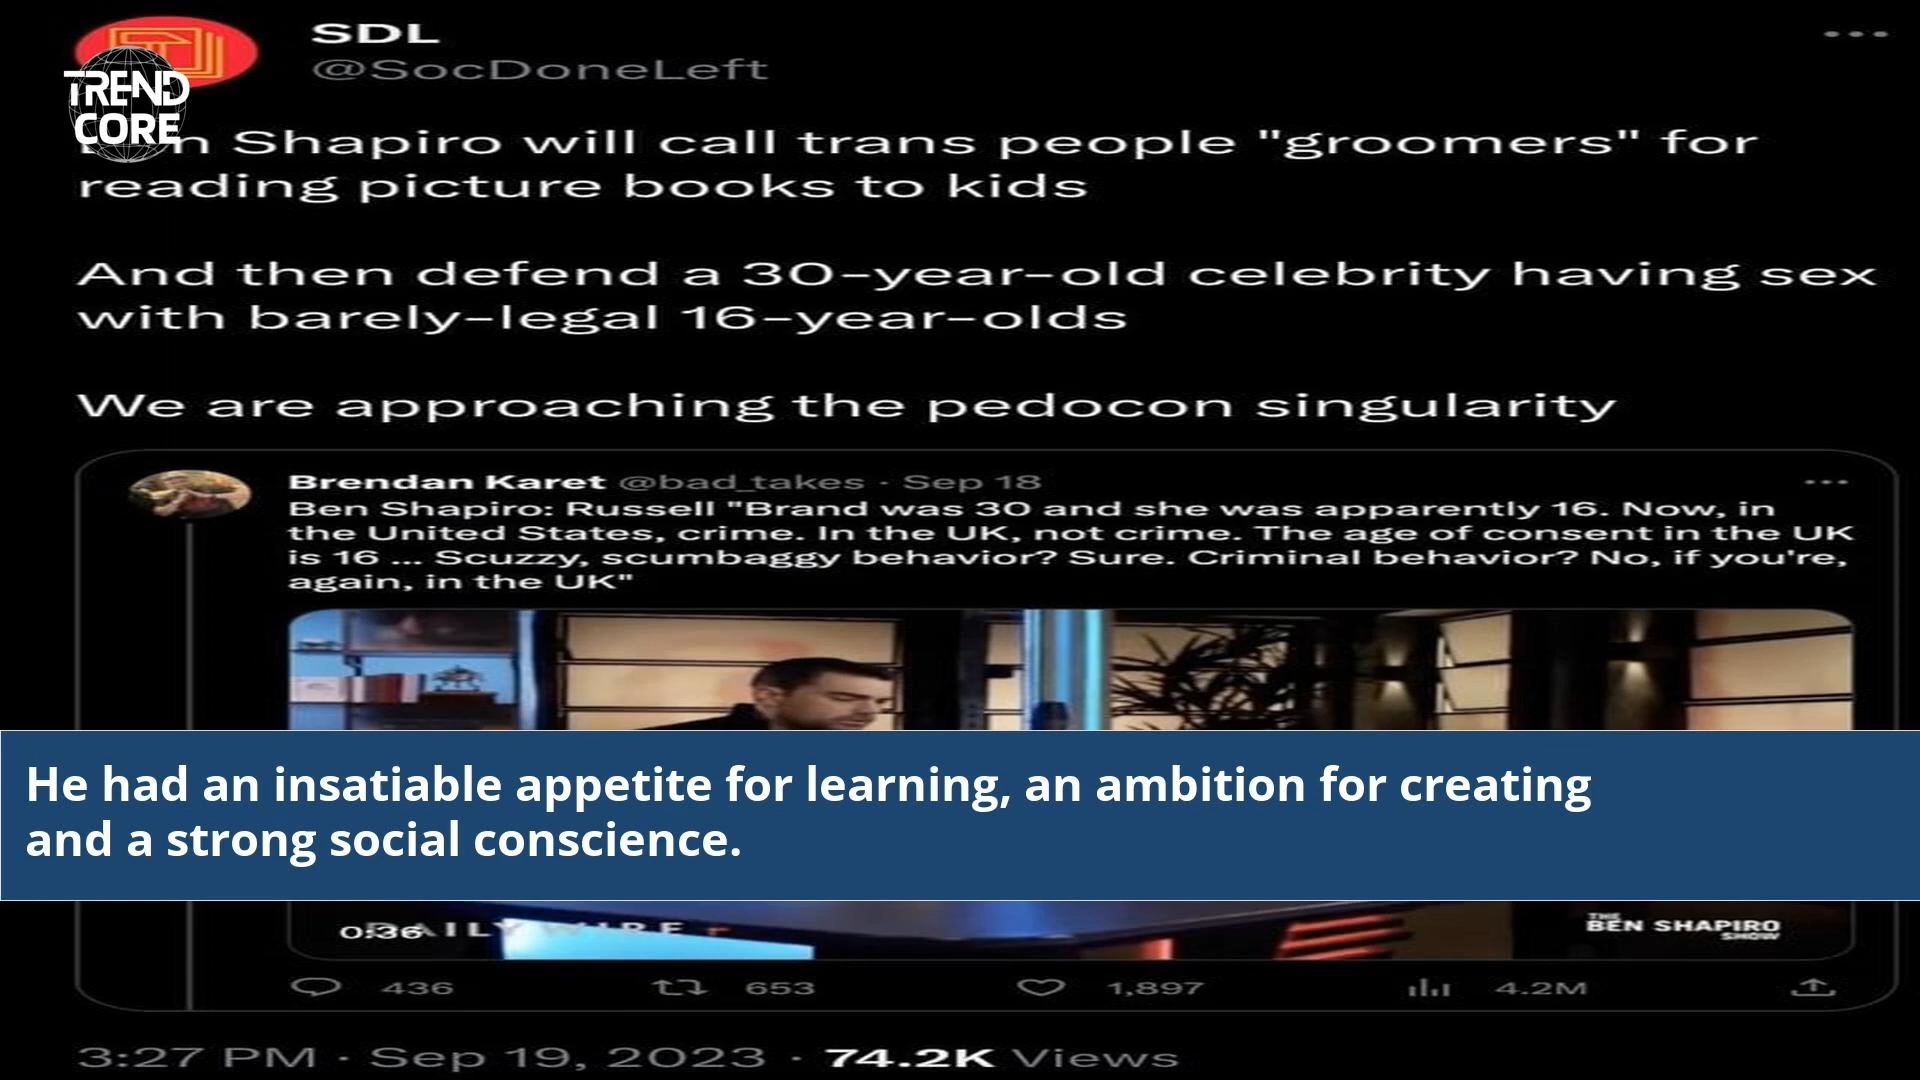 SDL
@SocDoneLeft
TREND
CORE
Shapiro will call trans people "groomers" for
reading picture books to kids
And then defend a 30-year-old celebrity having sex
with barely-legal 16-year-olds
We are approaching the pedocon singularity
Brendan Karet @bad_takes · Sep 18
Ben Shapiro: Russell "Brand was 30 and she was apparently 16. Now, in
the United States, crime. In the UK, not crime. The age of consent in the UK
is 16 ... Scuzzy, scumbaggy behavior? Sure. Criminal behavior? No, if you're,
again, in the UK"
He had an insatiable appetite for learning, an ambition for creating
and a strong social conscience.
0:36
DAILY WIRE
THE
BEN SHAPIRO
SHOW
436 653 1,897 4.2M
3:27 PM · Sep 19, 2023 · 74.2K Views